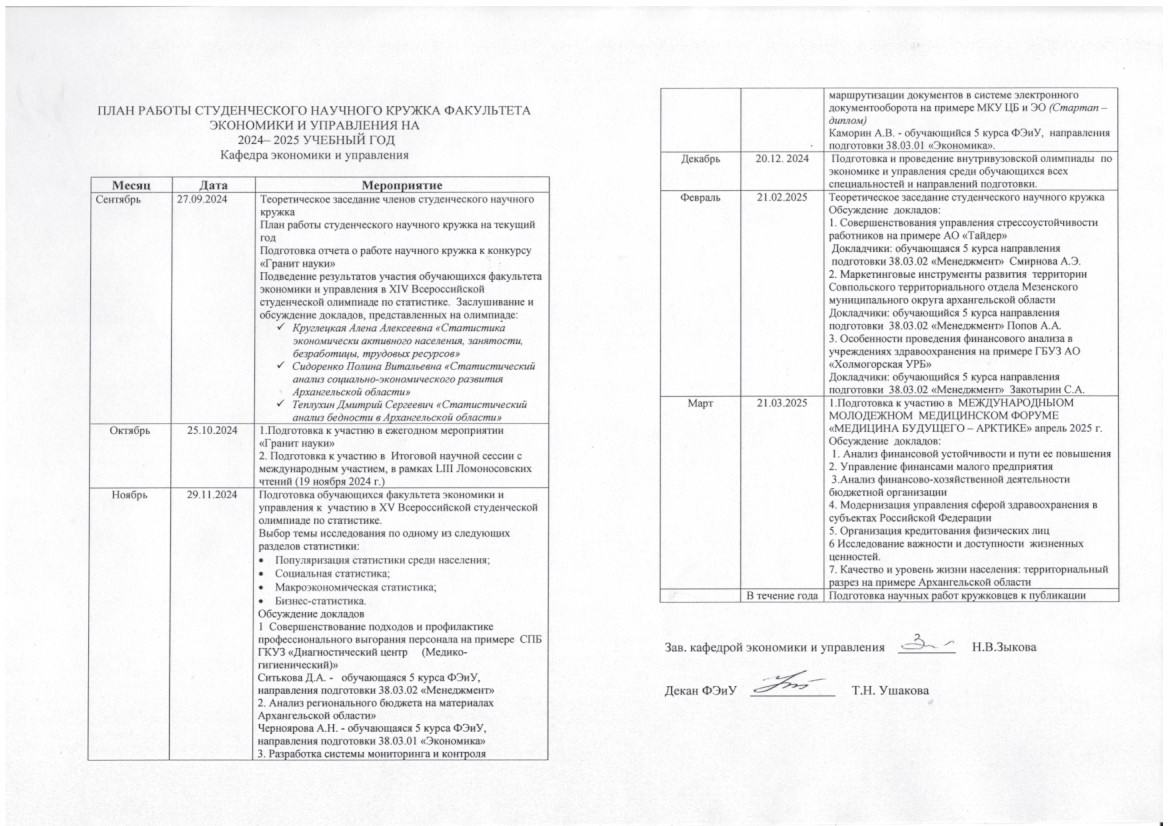 ПЛАН РАБОТЫ СТУДЕНЧЕСКОГО НАУЧНОГО КРУЖКА ФАКУЛЬТЕТА
ЭКОНОМИКИ И УПРАВЛЕНИЯ НА
2024– 2025 УЧЕБНЫЙ ГОД
Кафедра экономики и управления
Месяц Дата Мероприятие
Сентябрь 27.09.2024 Теоретическое заседание членов студенческого научного
кружка
План работы студенческого научного кружка на текущий
год
Подготовка отчета о работе научного кружка к конкурсу
«Гранит науки»
Подведение результатов участия обучающихся факультета
экономики и управления в XIV Всероссийской
студенческой олимпиаде по статистике. Заслушивание и
обсуждение докладов, представленных на олимпиаде:
✓ Круглецкая Алена Алексеевна «Статистика
экономически активного населения, занятости,
безработицы, трудовых ресурсов»
✓ Сидоренко Полина Витальевна «Статистический
анализ социально-экономического развития
Архангельской области»
✓ Теплухин Дмитрий Сергеевич «Статистический
анализ бедности в Архангельской области»
Октябрь 25.10.2024 1.Подготовка к участию в ежегодном мероприятии
«Гранит науки»
2. Подготовка к участию в Итоговой научной сессии с
международным участием, в рамках LIII Ломоносовских
чтений (19 ноября 2024 г.)
Ноябрь 29.11.2024 Подготовка обучающихся факультета экономики и
управления к участию в XV Всероссийской студенческой
олимпиаде по статистике.
Выбор темы исследования по одному из следующих
разделов статистики:
• Популяризация статистики среди населения;
• Социальная статистика;
• Макроэкономическая статистика;
• Бизнес-статистика.
Обсуждение докладов
1 Совершенствование подходов и профилактике
профессионального выгорания персонала на примере СПБ
ГКУЗ «Диагностический центр (Медико-
гигиенический)»
Ситькова Д.А. - обучающаяся 5 курса ФЭиУ,
направления подготовки 38.03.02 «Менеджмент»
2. Анализ регионального бюджета на материалах
Архангельской области»
Черноярова А.Н. - обучающаяся 5 курса ФЭиУ,
направления подготовки 38.03.01 «Экономика»
3. Разработка системы мониторинга и контроля
маршрутизации документов в системе электронного
документооборота на примере МКУ ЦБ и ЭО (Стартап –
диплом)
Каморин А.В. - обучающийся 5 курса ФЭиУ, направления
подготовки 38.03.01 «Экономика».
Декабрь 20.12. 2024 Подготовка и проведение внутривузовской олимпиады по
экономике и управления среди обучающихся всех
специальностей и направлений подготовки.
Февраль 21.02.2025 Теоретическое заседание студенческого научного кружка
Обсуждение докладов:
1. Совершенствования управления стрессоустойчивости
работников на примере АО «Тайдер»
Докладчики: обучающаяся 5 курса направления
подготовки 38.03.02 «Менеджмент» Смирнова А.Э.
2. Маркетинговые инструменты развития территории
Совпольского территориального отдела Мезенского
муниципального округа архангельской области
Докладчики: обучающийся 5 курса направления
подготовки 38.03.02 «Менеджмент» Попов А.А.
3. Особенности проведения финансового анализа в
учреждениях здравоохранения на примере ГБУЗ АО
«Холмогорская УРБ»
Докладчики: обучающийся 5 курса направления
подготовки 38.03.02 «Менеджмент» Закотырин С.А.
Март 21.03.2025 1.Подготовка к участию в МЕЖДУНАРОДНЫОМ
МОЛОДЕЖНОМ МЕДИЦИНСКОМ ФОРУМЕ
«МЕДИЦИНА БУДУЩЕГО – АРКТИКЕ» апрель 2025 г.
Обсуждение докладов:
1. Анализ финансовой устойчивости и пути ее повышения
2. Управление финансами малого предприятия
3.Анализ финансово-хозяйственной деятельности
бюджетной организации
4. Модернизация управления сферой здравоохранения в
субъектах Российской Федерации
5. Организация кредитования физических лиц
6 Исследование важности и доступности жизненных
ценностей.
7. Качество и уровень жизни населения: территориальный
разрез на примере Архангельской области
В течение года Подготовка научных работ кружковцев к публикации
Зав. кафедрой экономики и управления Н.В.Зыкова
Декан ФЭиУ Т.Н. Ушакова